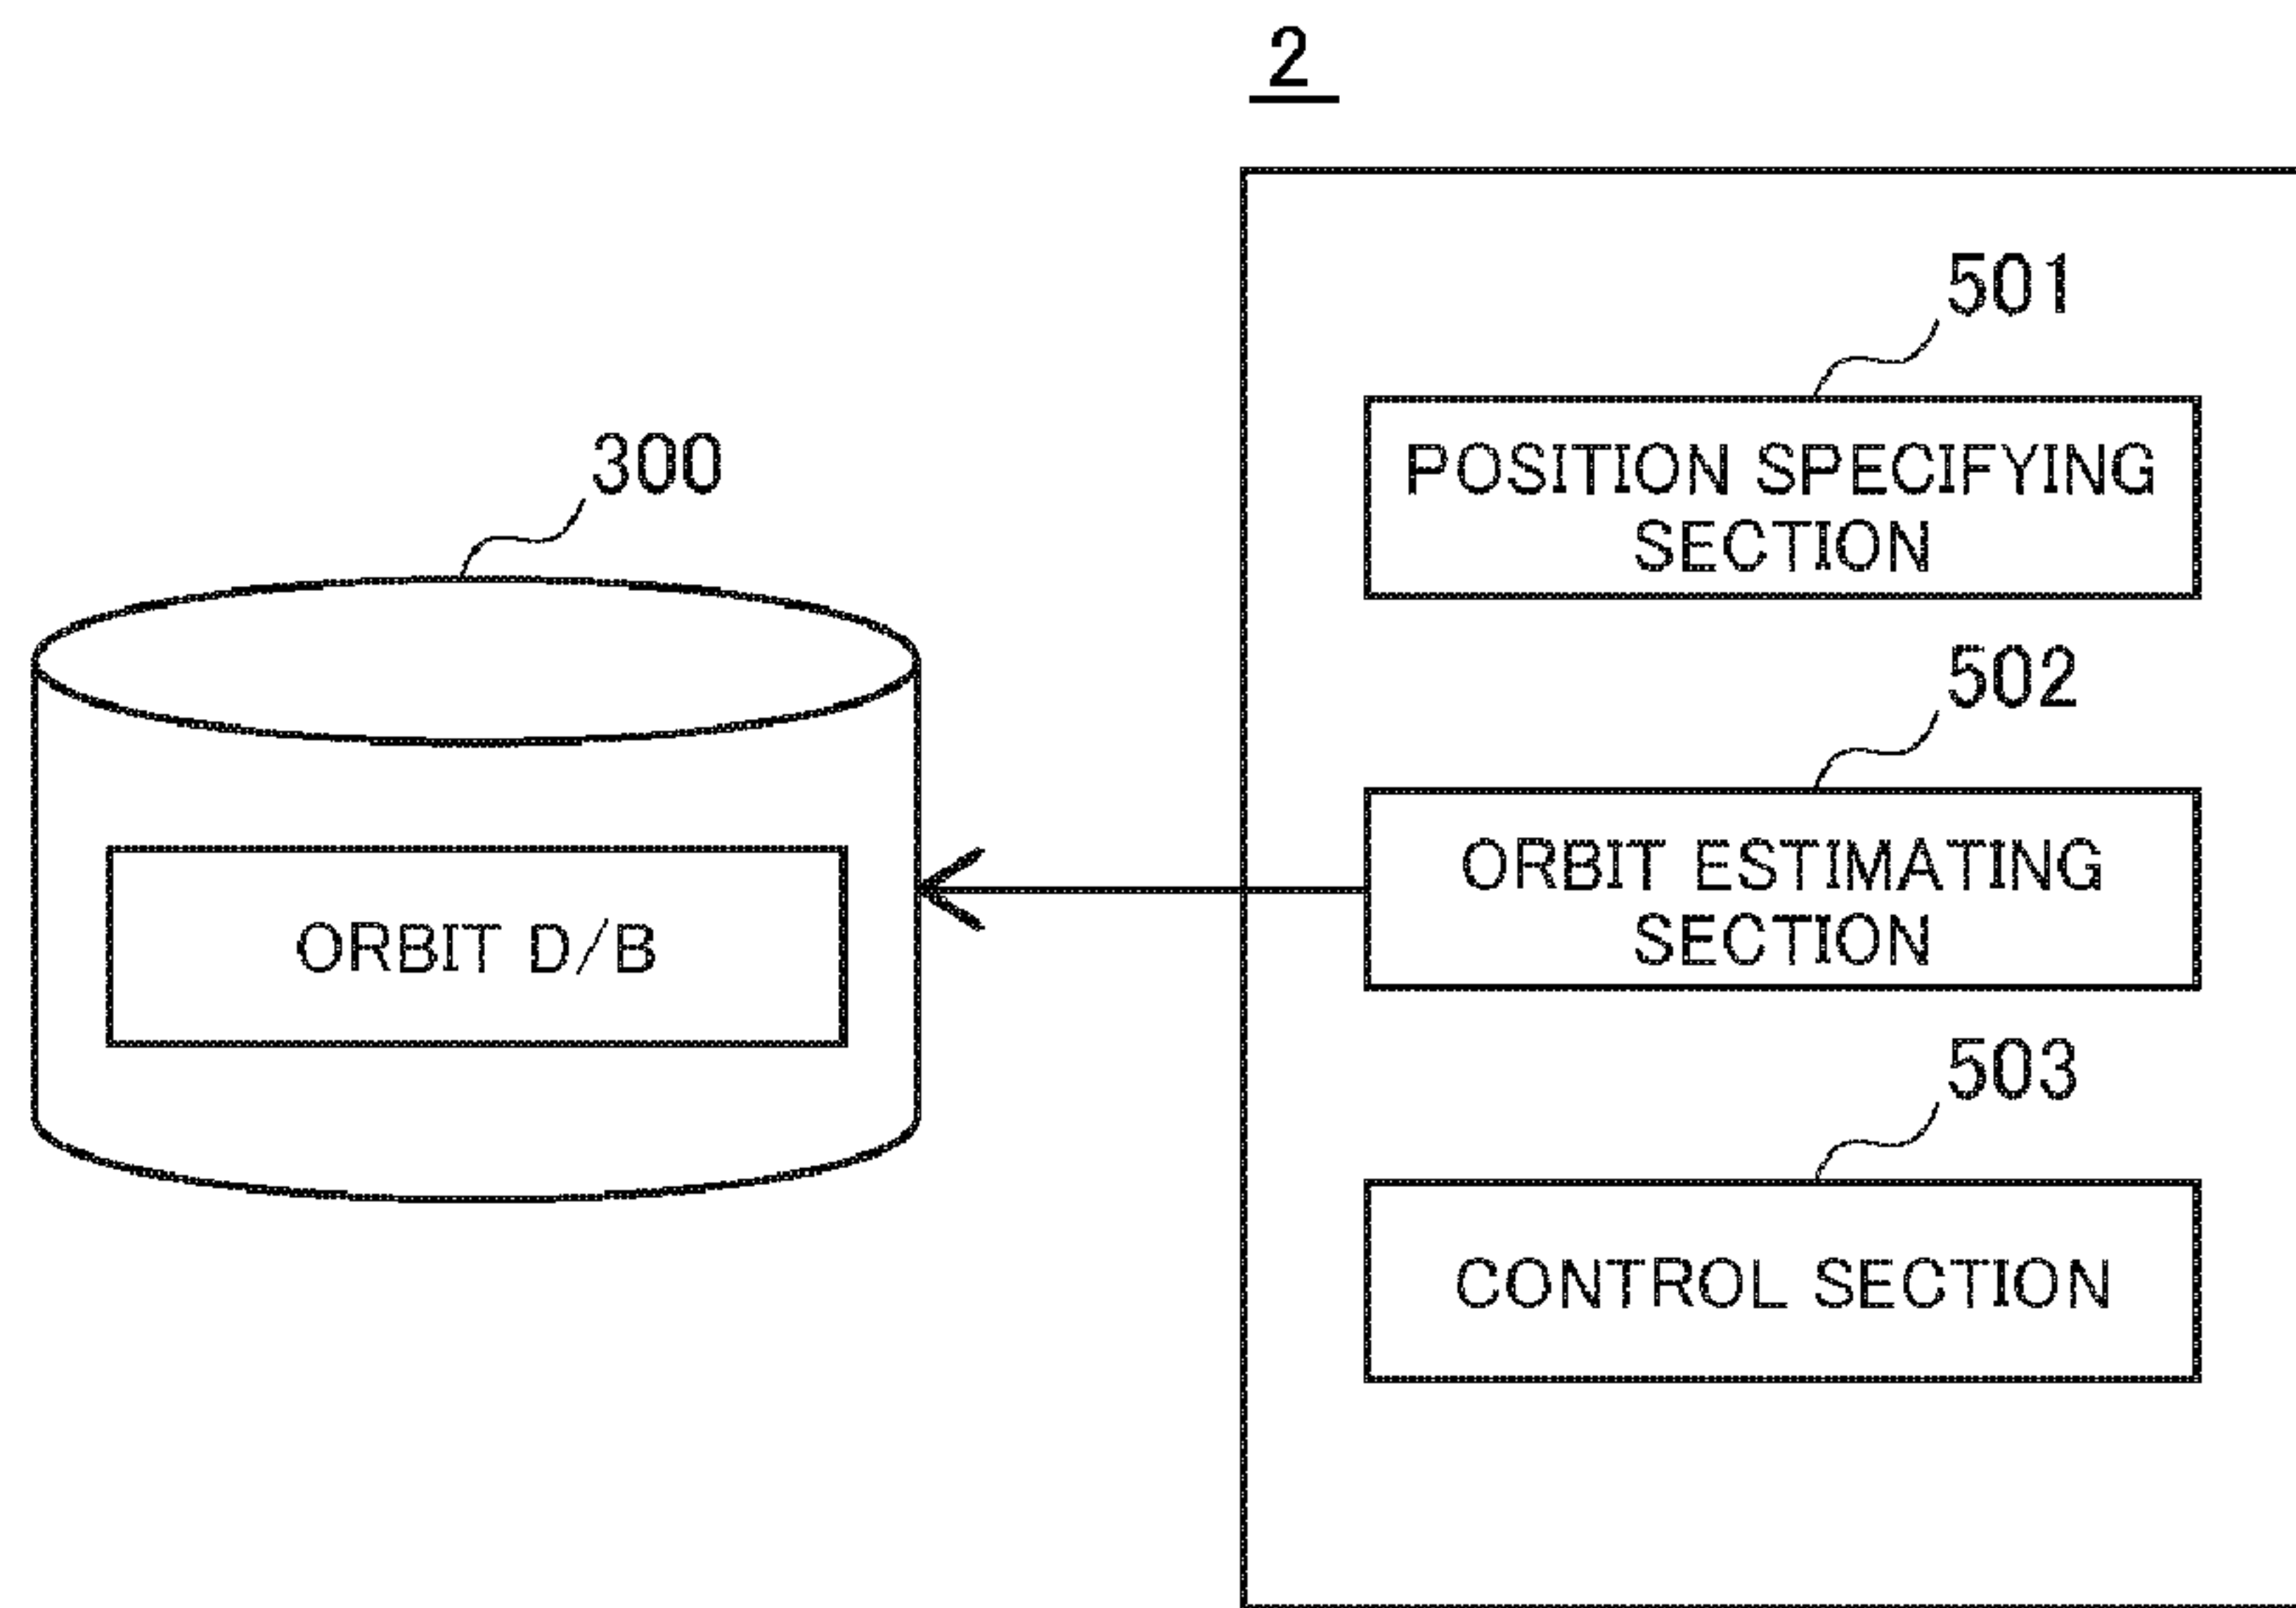 2
501
POSITION SPECIFYING
SECTION
300
502
ORBIT ESTIMATING
SECTION
ORBIT D/B
503
CONTROL SECTION